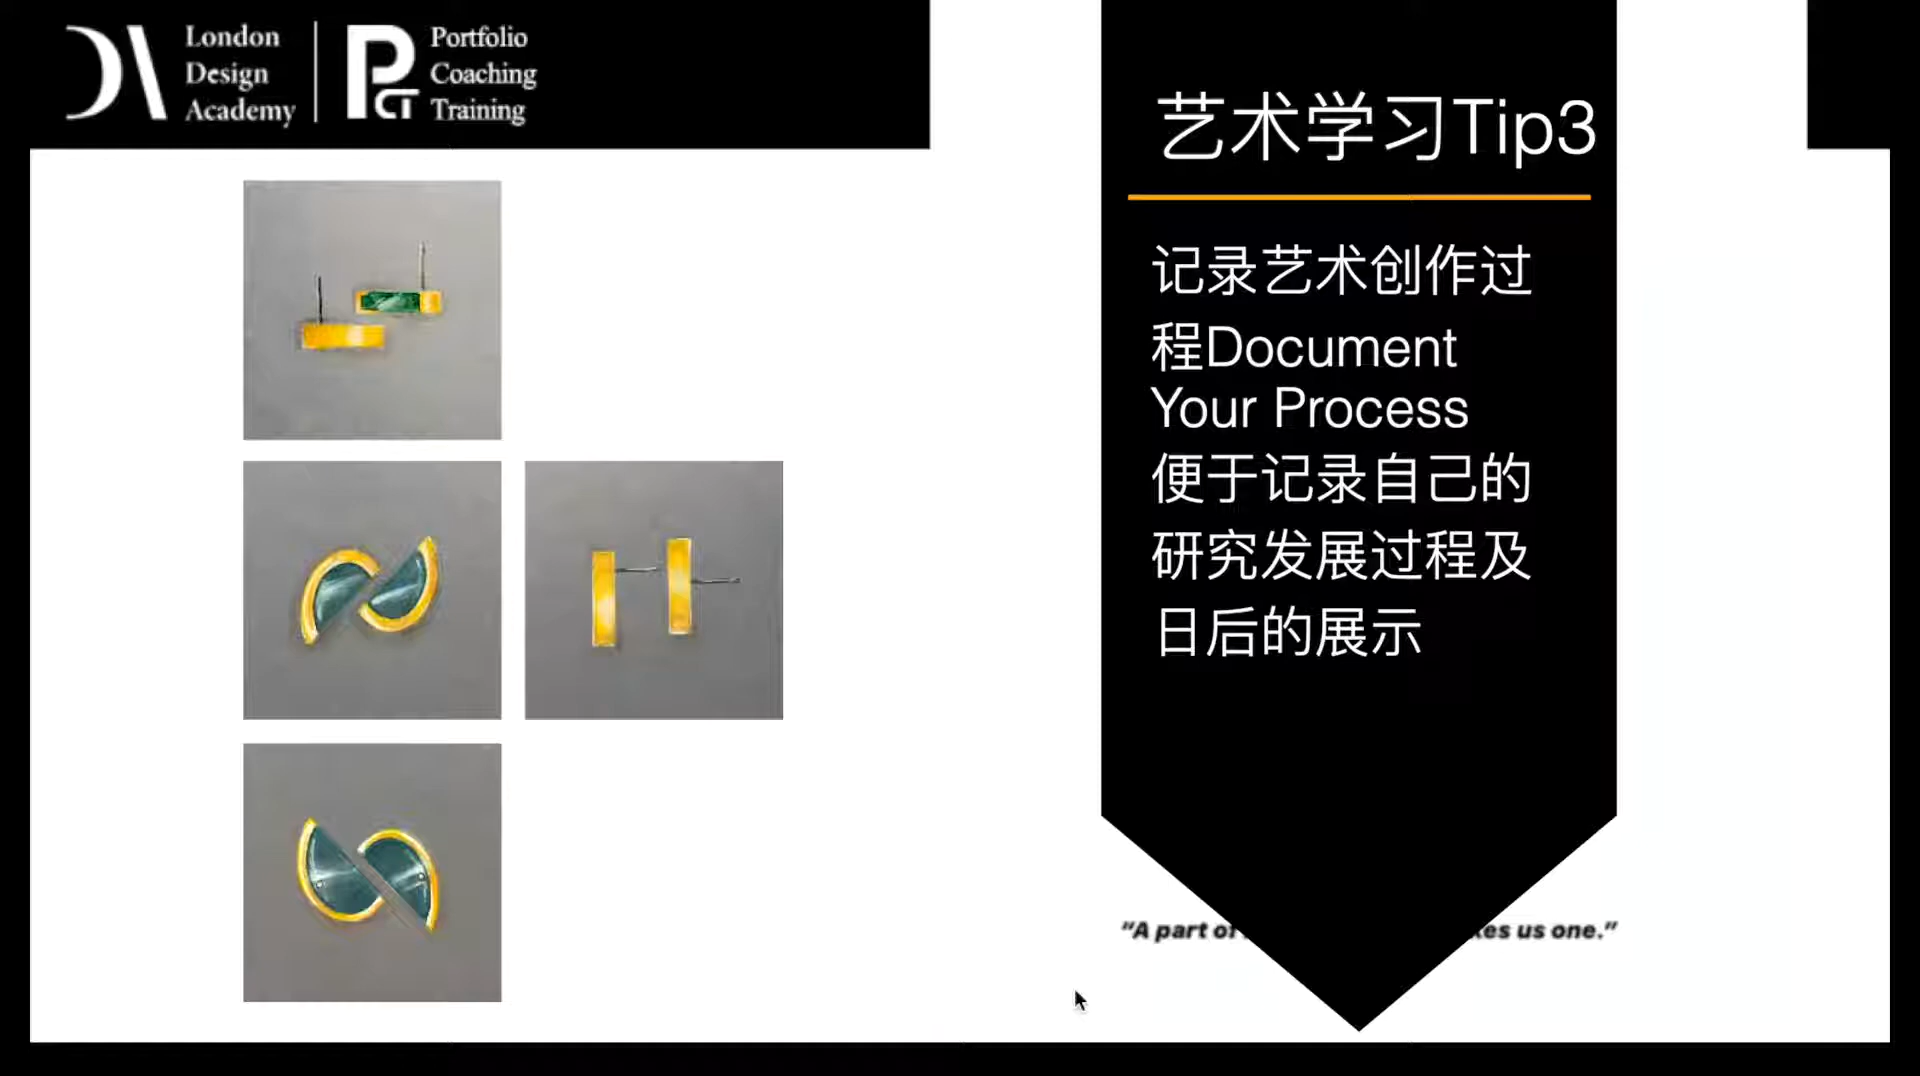 London
Design
Academy
PCT
Portfolio
Coaching
Training
艺术学习Tip3
记录艺术创作过
程Document
Your Process
便于记录自己的
研究发展过程及
日后的展示
“A part of
us one.”